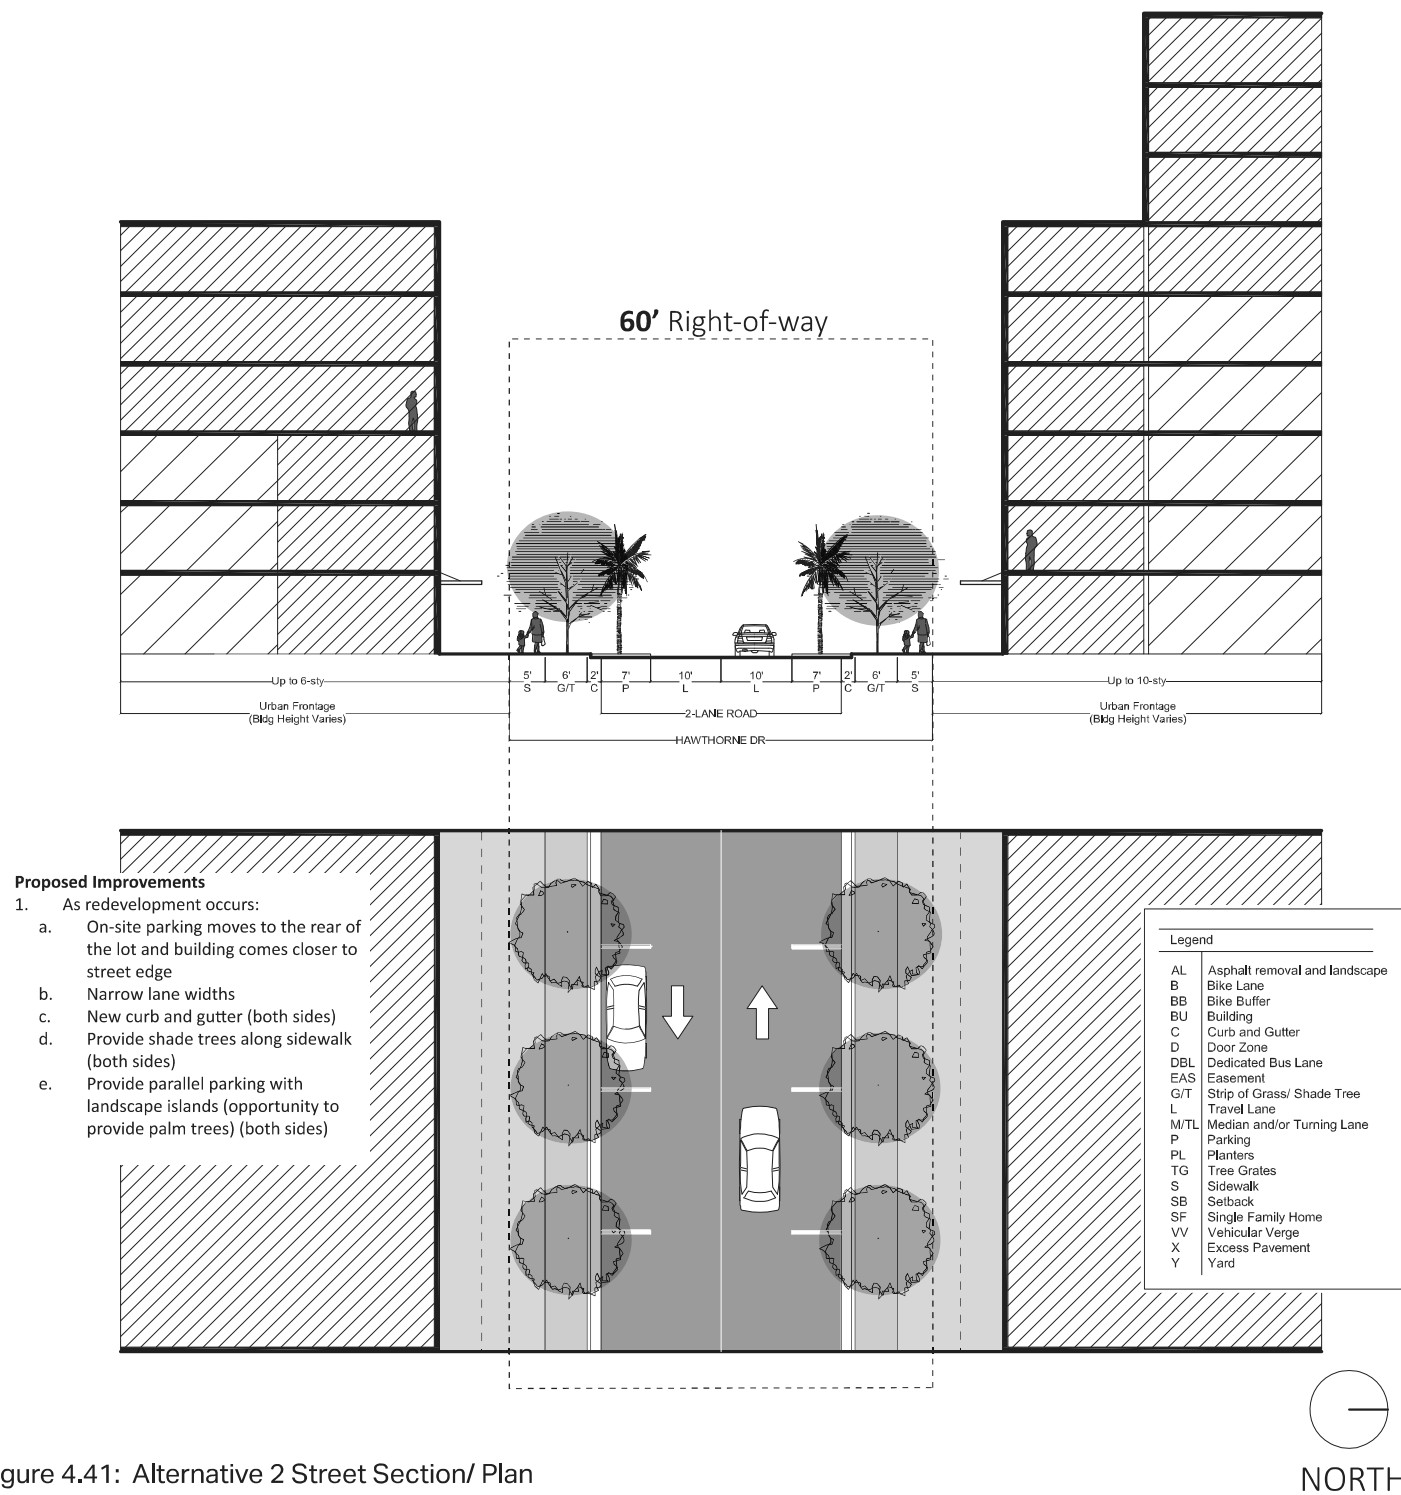 60’ Right-of-way
5' 6' 2' 7' 10' 10' 7' 2' 6' 5'
S G/T C P L L P C G/T S
Up to 6-sty
Up to 10-sty
Urban Frontage
(Bldg Height Varies)
Urban Frontage
(Bldg Height Varies)
2-LANE ROAD
HAWTHORNE DR
Proposed Improvements
1. As redevelopment occurs:
a. On-site parking moves to the rear of
the lot and building comes closer to
street edge
b. Narrow lane widths
c. New curb and gutter (both sides)
d. Provide shade trees along sidewalk
(both sides)
e. Provide parallel parking with
landscape islands (opportunity to
provide palm trees) (both sides)
Legend
AL Asphalt removal and landscape
B Bike Lane
BB Bike Buffer
BU Building
C Curb and Gutter
D Door Zone
DBL Dedicated Bus Lane
EAS Easement
G/T Strip of Grass/ Shade Tree
L Travel Lane
M/TL Median and/or Turning Lane
P Parking
PL Planters
TG Tree Grates
S Sidewalk
SB Setback
SF Single Family Home
VV Vehicular Verge
X Excess Pavement
Y Yard
NORTH
gure 4.41: Alternative 2 Street Section/ Plan